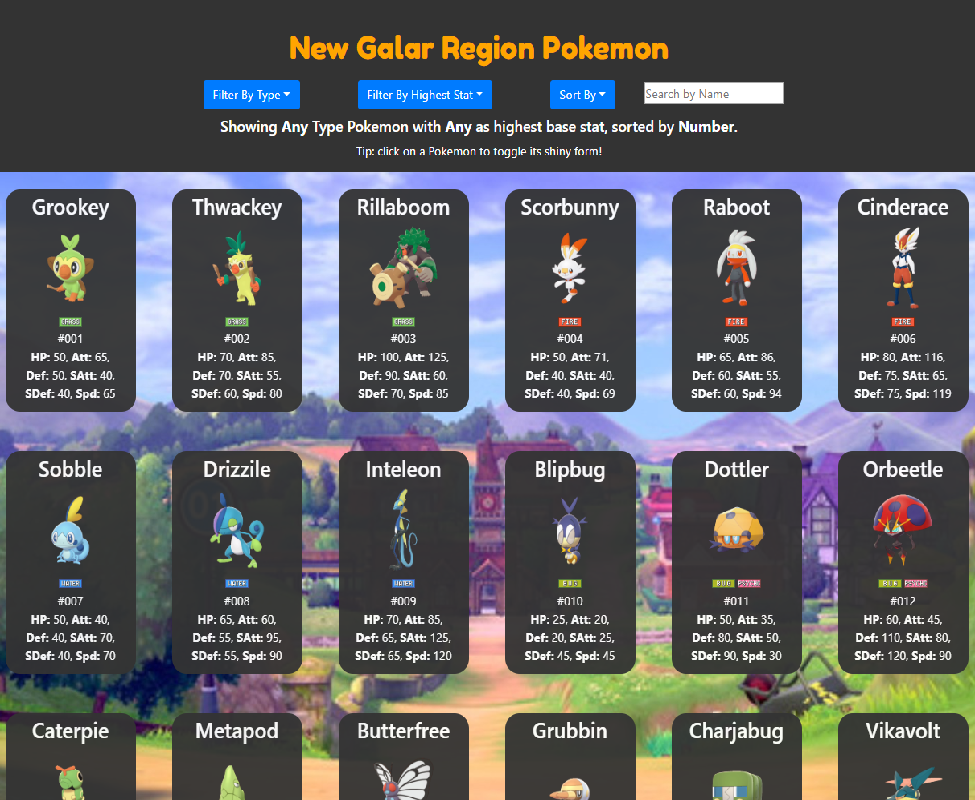 New Galar Region Pokemon
Filter By Type Filter By Highest Stat Sort By Search by Name
Showing Any Type Pokemon with Any as highest base stat, sorted by Number.
Tip: click on a Pokemon to toggle its shiny form!
Grookey Thwackey Rillaboom Scorbunny Raboot Cinderace
GRASS GRASS GRASS FIRE FIRE FIRE
#001 #002 #003 #004 #005 #006
HP: 50, Att: 65, HP: 70, Att: 85, HP: 100, Att: 125, HP: 50, Att: 71, HP: 65, Att: 86, HP: 80, Att: 116,
Def: 50, SAtt: 40, Def: 70, SAtt: 55, Def: 90, SAtt: 60, Def: 40, SAtt: 40, Def: 60, SAtt: 55, Def: 75, SAtt: 65,
SDef: 40, Spd: 65 SDef: 60, Spd: 80 SDef: 70, Spd: 85 SDef: 40, Spd: 69 SDef: 60, Spd: 94 SDef: 75, Spd: 119
Sobble Drizzile Inteleon Blipbug Dottler Orbeetle
WATER WATER WATER BUG BUG PSYCHC BUG PSYCHC
#007 #008 #009 #010 #011 #012
HP: 50, Att: 40, HP: 65, Att: 60, HP: 70, Att: 85, HP: 25, Att: 20, HP: 50, Att: 35, HP: 60, Att: 45,
Def: 40, SAtt: 70, Def: 55, SAtt: 95, Def: 65, SAtt: 125, Def: 20, SAtt: 25, Def: 80, SAtt: 50, Def: 110, SAtt: 80,
SDef: 40, Spd: 70 SDef: 55, Spd: 90 SDef: 65, Spd: 120 SDef: 45, Spd: 45 SDef: 90, Spd: 30 SDef: 120, Spd: 90
Caterpie Metapod Butterfree Grubbin Charjabug Vikavolt